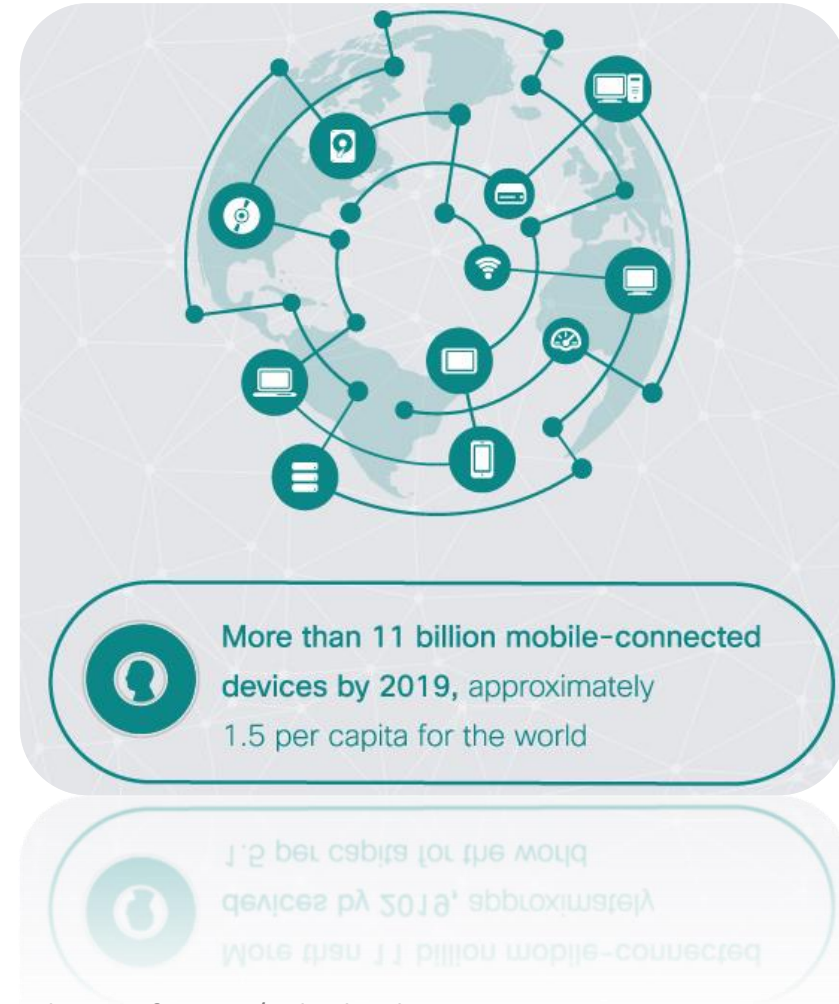 More than 11 billion mobile-connected
devices by 2019, approximately
1.5 per capita for the world